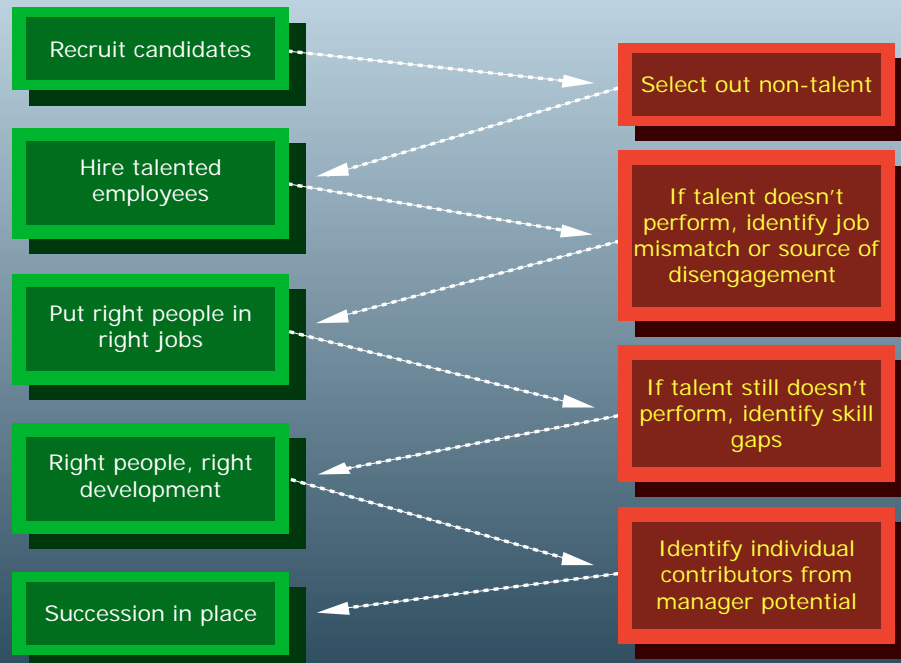 Recruit candidates
Select out non-talent
Hire talented
employees
If talent doesn't
perform, identify job
mismatch or source of
disengagement
Put right people in
right jobs
If talent still doesn't
perform, identify skill
gaps
Right people, right
development
Identify individual
contributors from
manager potential
Succession in place